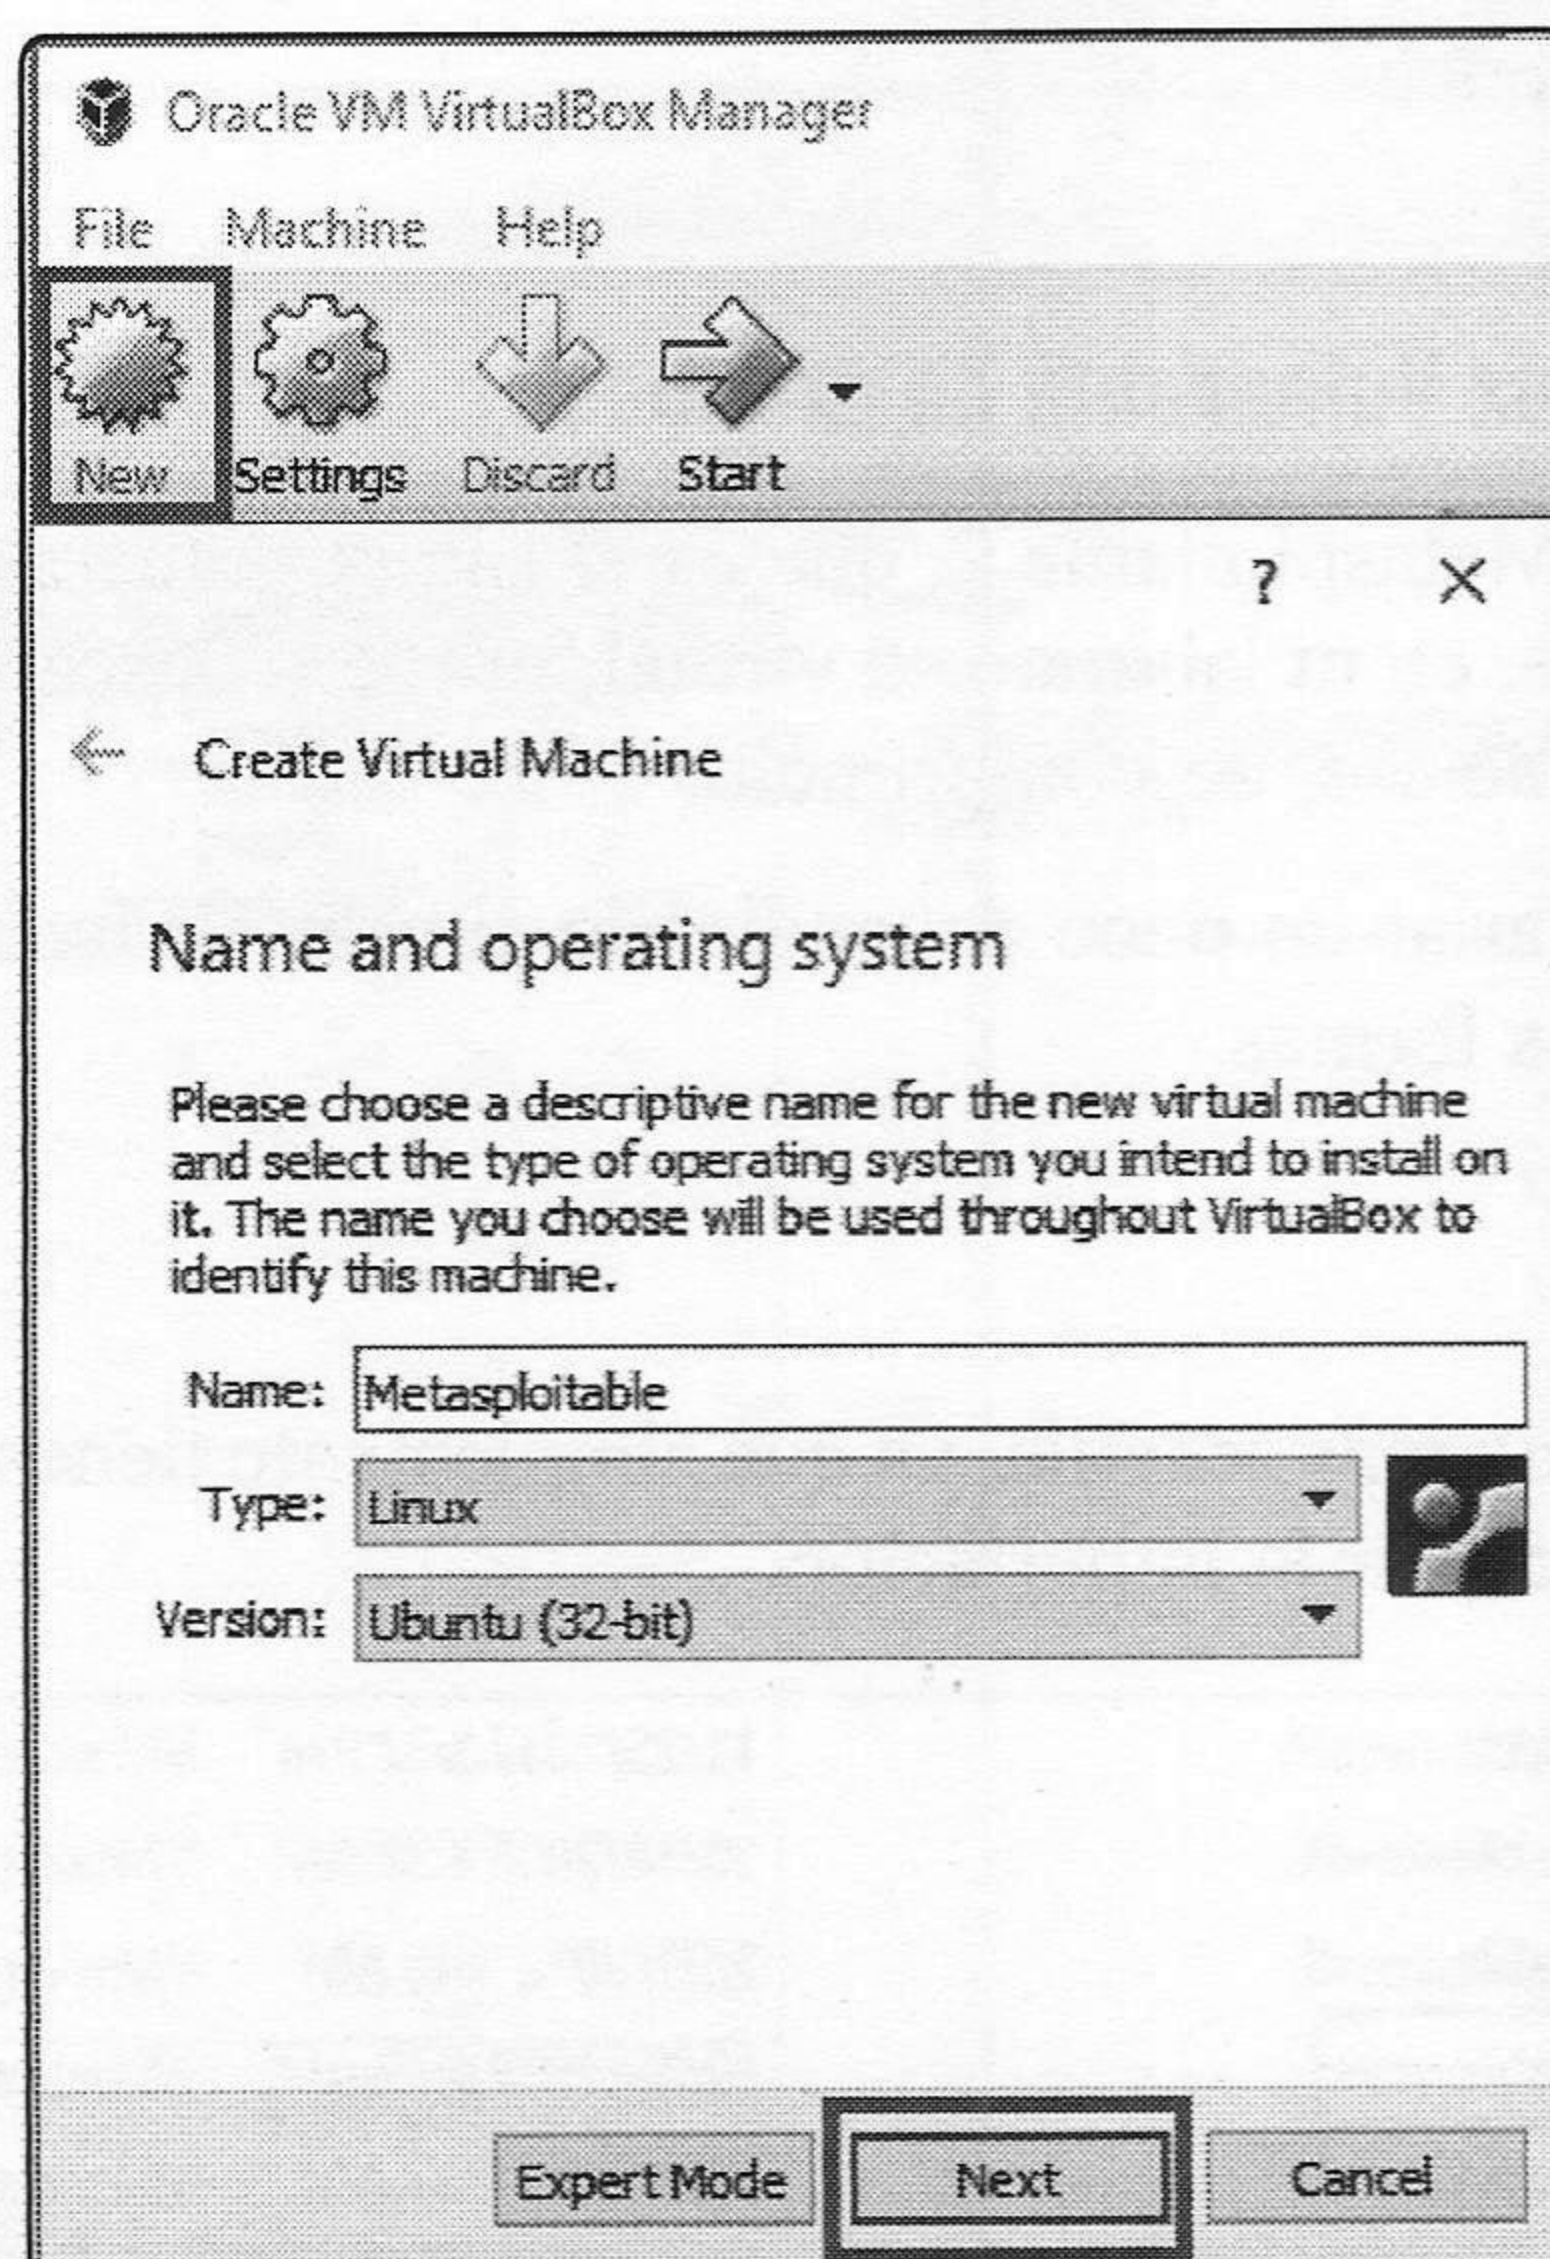 Oracle VM VirtualBox Manager
File Machine Help
New Settings Discard Start
? ×
← Create Virtual Machine
Name and operating system
Please choose a descriptive name for the new virtual machine
and select the type of operating system you intend to install on
it. The name you choose will be used throughout VirtualBox to
identify this machine.
Name: Metasploitable
Type: Linux
Version: Ubuntu (32-bit)
Expert Mode Next Cancel